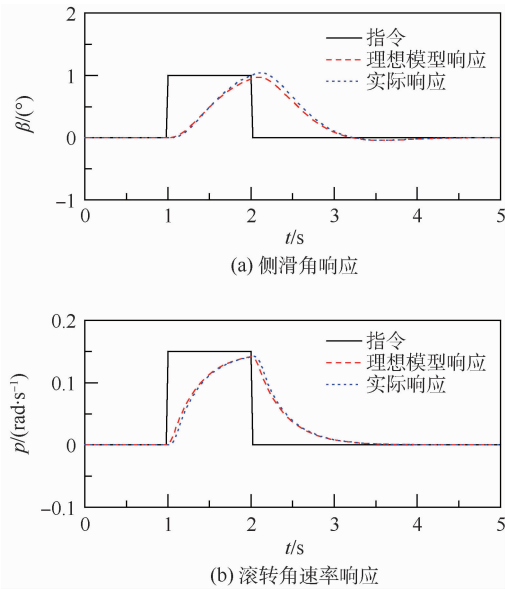 2
指令
理想模型响应
实际响应
1
β/(°)
0
−1
0 1 2 3 4 5
t/s
(a) 侧滑角响应
0.2
指令
理想模型响应
实际响应
0.1
p/(rad·s⁻¹)
0
−0.1
0 1 2 3 4 5
t/s
(b) 滚转角速率响应